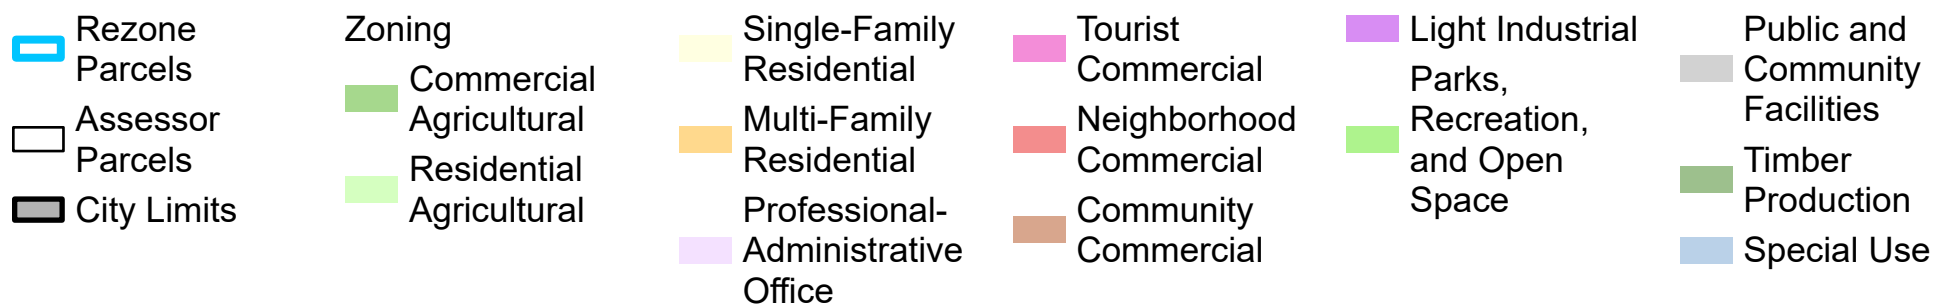 Rezone
Parcels
Assessor
Parcels
City Limits
Zoning
Commercial
Agricultural
Residential
Agricultural
Single-Family
Residential
Multi-Family
Residential
Professional-
Administrative
Office
Tourist
Commercial
Neighborhood
Commercial
Community
Commercial
Light Industrial
Parks,
Recreation,
and Open
Space
Public and
Community
Facilities
Timber
Production
Special Use